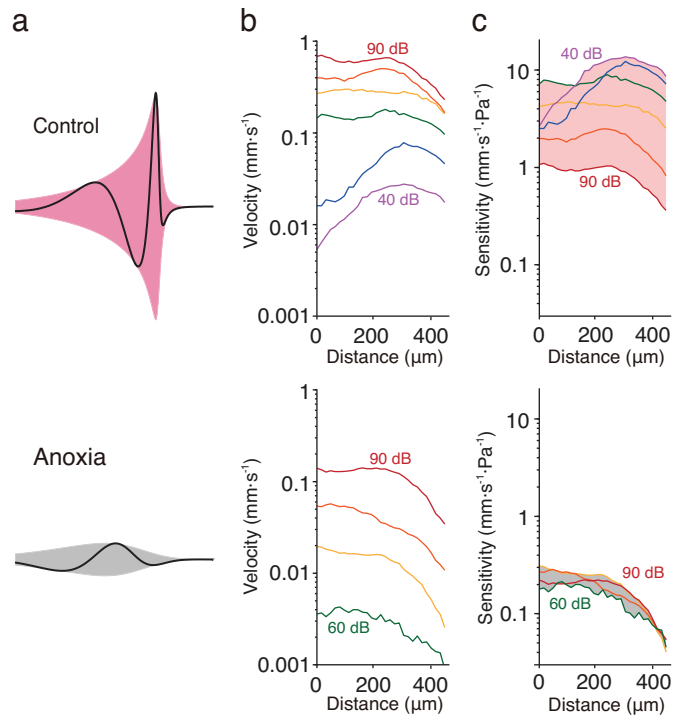 a
b
c
Control
Velocity (mm·s⁻¹)
1
0.1
0.01
0.001
90 dB
40 dB
0
200
400
Distance (μm)
Sensitivity (mm·s⁻¹·Pa⁻¹)
10
1
0.1
40 dB
90 dB
0
200
400
Distance (μm)
Anoxia
Velocity (mm·s⁻¹)
1
0.1
0.01
0.001
90 dB
60 dB
0
200
400
Distance (μm)
Sensitivity (mm·s⁻¹·Pa⁻¹)
10
1
0.1
90 dB
60 dB
0
200
400
Distance (μm)